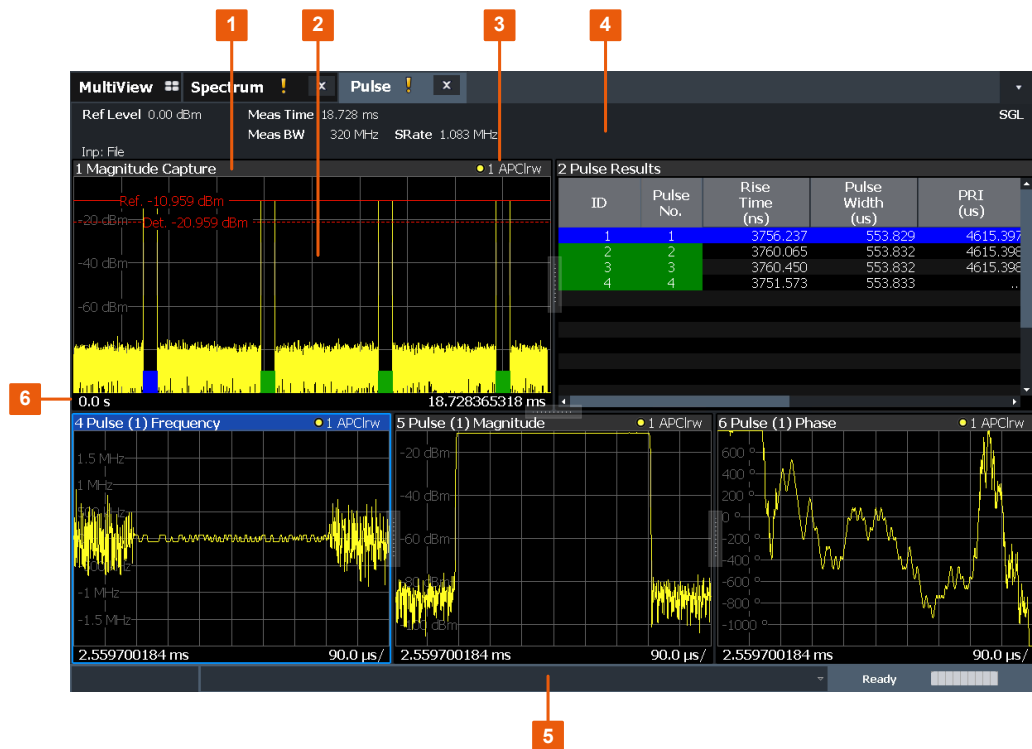 1 2 3 4
MultiView Spectrum ! x Pulse ! x
Ref Level 0.00 dBm Meas Time 18.728 ms SGL
Meas BW 320 MHz SRate 1.083 MHz
Inp: File
1 Magnitude Capture 1 APClrw
Ref. -10.959 dBm
-20 dBm Det. -20.959 dBm
-40 dBm
-60 dBm
0.0 s 18.728365318 ms
2 Pulse Results
ID Pulse No. Rise Time (ns) Pulse Width (us) PRI (us)
1 1 3756.237 553.829 4615.397
2 2 3760.065 553.832 4615.398
3 3 3760.450 553.832 4615.398
4 4 3751.573 553.833 ..
6
4 Pulse (1) Frequency 1 APClrw
1.5 MHz
1 MHz
-1 MHz
-1.5 MHz
2.559700184 ms 90.0 µs/
5 Pulse (1) Magnitude 1 APClrw
-20 dBm
-40 dBm
-60 dBm
-80 dBm
-100 dBm
2.559700184 ms 90.0 µs/
6 Pulse (1) Phase 1 APClrw
600 °
400 °
200 °
0 °
-200 °
-400 °
-600 °
-800 °
-1000 °
2.559700184 ms 90.0 µs/
Ready
5